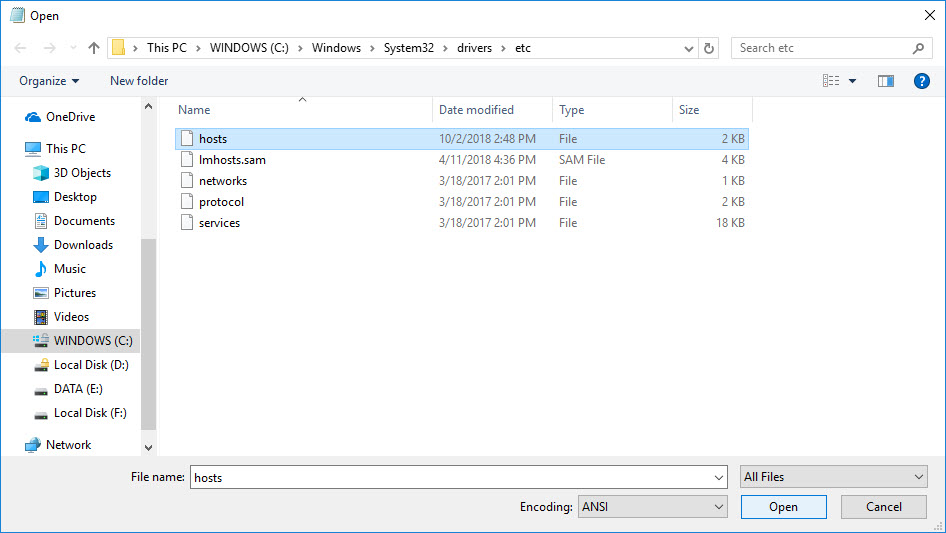 Open
This PC > WINDOWS (C:) > Windows > System32 > drivers > etc
Search etc
Organize
New folder
?
OneDrive
This PC
3D Objects
Desktop
Documents
Downloads
Music
Pictures
Videos
WINDOWS (C:)
Local Disk (D:)
DATA (E:)
Local Disk (F:)
Network
Name Date modified Type Size
hosts 10/2/2018 2:48 PM File 2 KB
lmhosts.sam 4/11/2018 4:36 PM SAM File 4 KB
networks 3/18/2017 2:01 PM File 1 KB
protocol 3/18/2017 2:01 PM File 2 KB
services 3/18/2017 2:01 PM File 18 KB
File name: hosts
All Files
Encoding: ANSI
Open
Cancel